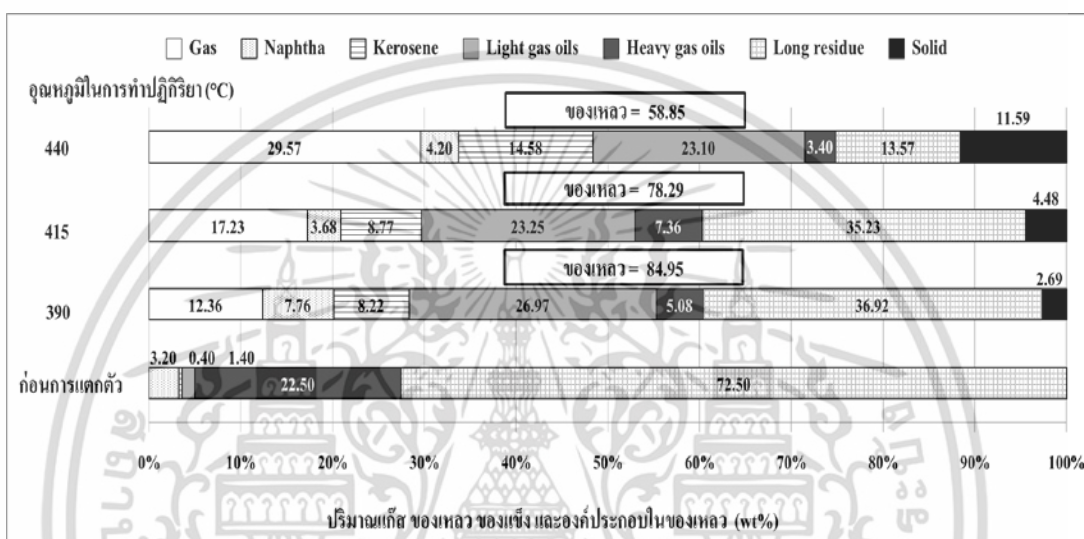 Gas Naphtha Kerosene Light gas oils Heavy gas oils Long residue Solid
อุณหภูมิในการทำปฏิกิริยา (°C)
ของเหลว = 58.85
11.59
440 29.57 4.20 14.58 23.10 3.40 13.57
ของเหลว = 78.29
4.48
415 17.23 3.68 8.77 23.25 7.36 35.23
ของเหลว = 84.95
2.69
390 12.36 7.76 8.22 26.97 5.08 36.92
3.20 0.40 1.40
ก่อนการแตกตัว 22.50 72.50
0% 10% 20% 30% 40% 50% 60% 70% 80% 90% 100%
ปริมาณแก๊ส ของเหลว ของแข็ง และองค์ประกอบในของเหลว (wt%)